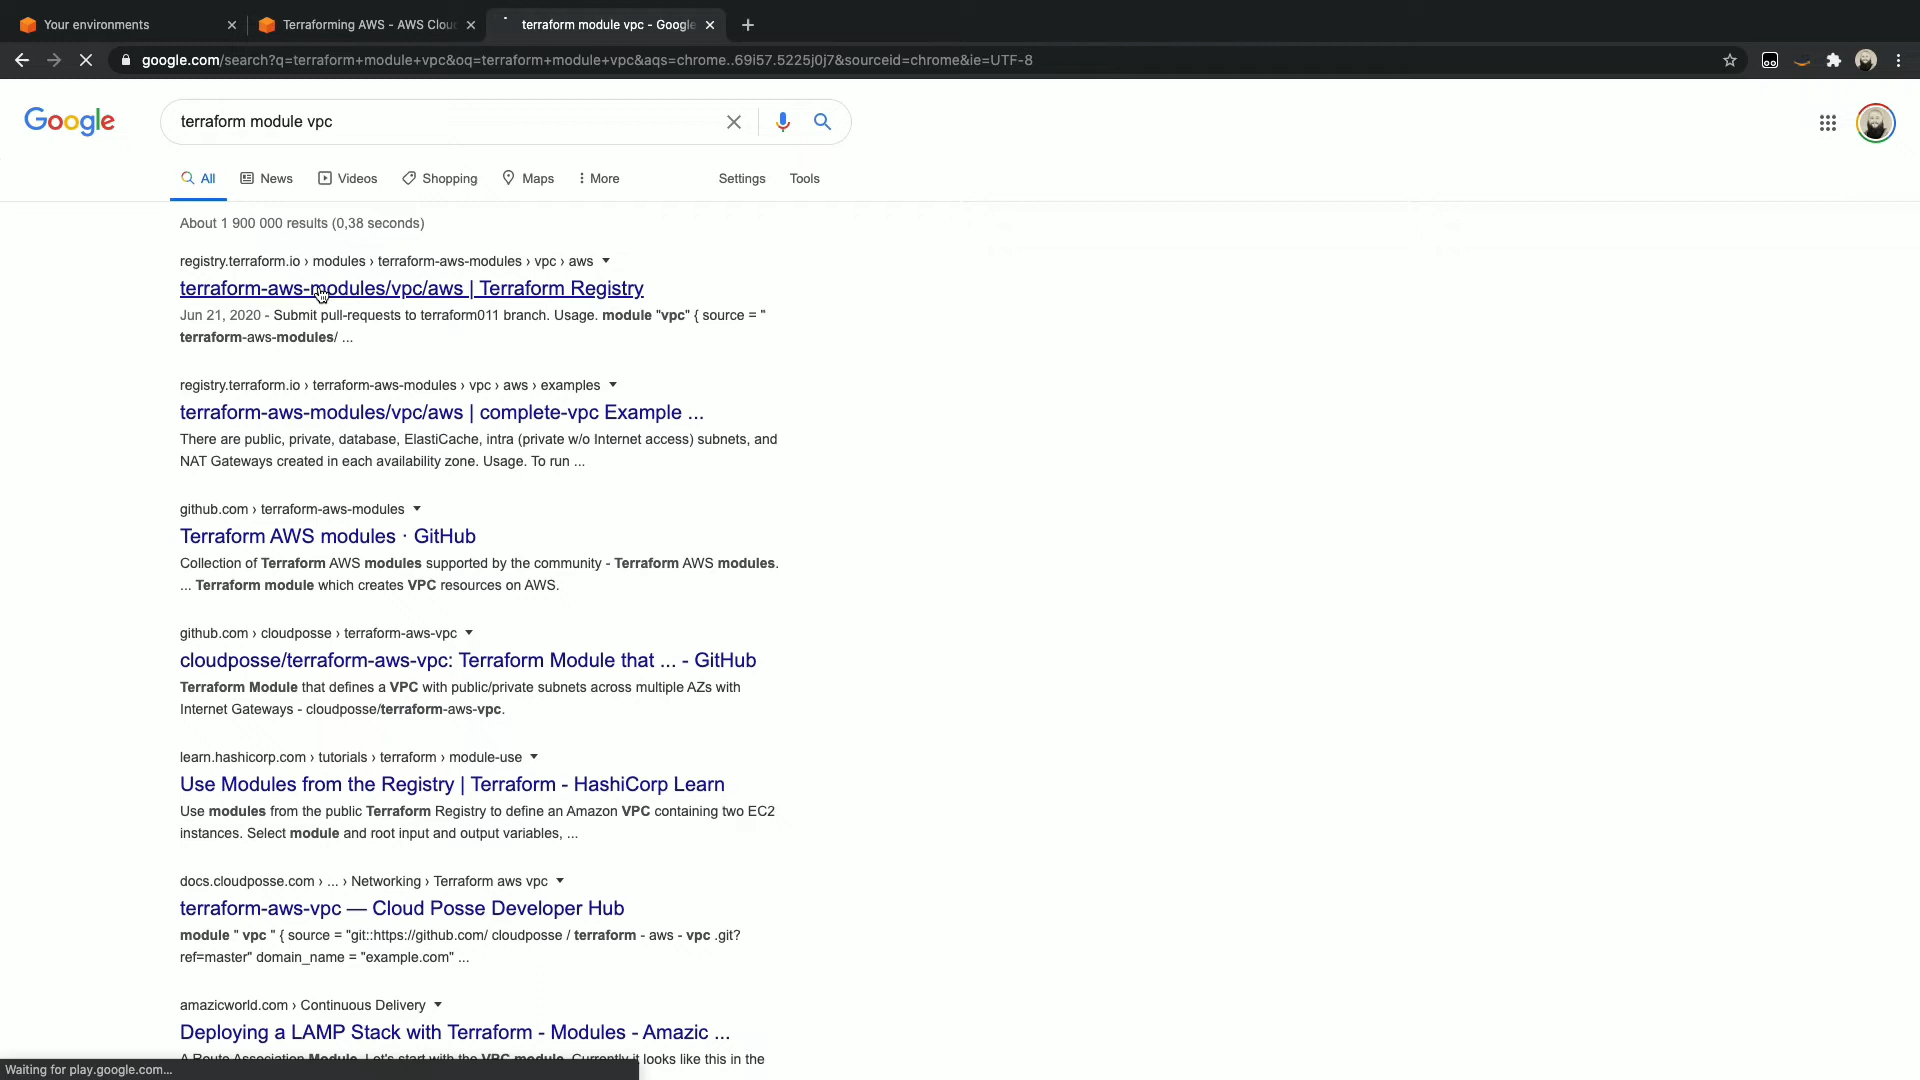 Your environments
Terraforming AWS - AWS Clou
terraform module vpc - Google
google.com/search?q=terraform+module+vpc&oq=terraform+module+vpc&aqs=chrome..69i57.5225j0j7&sourceid=chrome&ie=UTF-8
Google
terraform module vpc
All
News
Videos
Shopping
Maps
More
Settings
Tools
About 1 900 000 results (0,38 seconds)
registry.terraform.io › modules › terraform-aws-modules › vpc › aws
terraform-aws-modules/vpc/aws | Terraform Registry
Jun 21, 2020 - Submit pull-requests to terraform011 branch. Usage. module "vpc" { source = "
terraform-aws-modules/ ...
registry.terraform.io › terraform-aws-modules › vpc › aws › examples
terraform-aws-modules/vpc/aws | complete-vpc Example ...
There are public, private, database, ElastiCache, intra (private w/o Internet access) subnets, and
NAT Gateways created in each availability zone. Usage. To run ...
github.com › terraform-aws-modules
Terraform AWS modules · GitHub
Collection of Terraform AWS modules supported by the community - Terraform AWS modules.
... Terraform module which creates VPC resources on AWS.
github.com › cloudposse › terraform-aws-vpc
cloudposse/terraform-aws-vpc: Terraform Module that ... - GitHub
Terraform Module that defines a VPC with public/private subnets across multiple AZs with
Internet Gateways - cloudposse/terraform-aws-vpc.
learn.hashicorp.com › tutorials › terraform › module-use
Use Modules from the Registry | Terraform - HashiCorp Learn
Use modules from the public Terraform Registry to define an Amazon VPC containing two EC2
instances. Select module and root input and output variables, ...
docs.cloudposse.com › ... › Networking › Terraform aws vpc
terraform-aws-vpc — Cloud Posse Developer Hub
module " vpc " { source = "git::https://github.com/ cloudposse / terraform - aws - vpc .git?
ref=master" domain_name = "example.com" ...
amazicworld.com › Continuous Delivery
Deploying a LAMP Stack with Terraform - Modules - Amazic ...
A Route Association Module. Let's start with the VPC module. Currently it looks like this in the
Waiting for play.google.com...